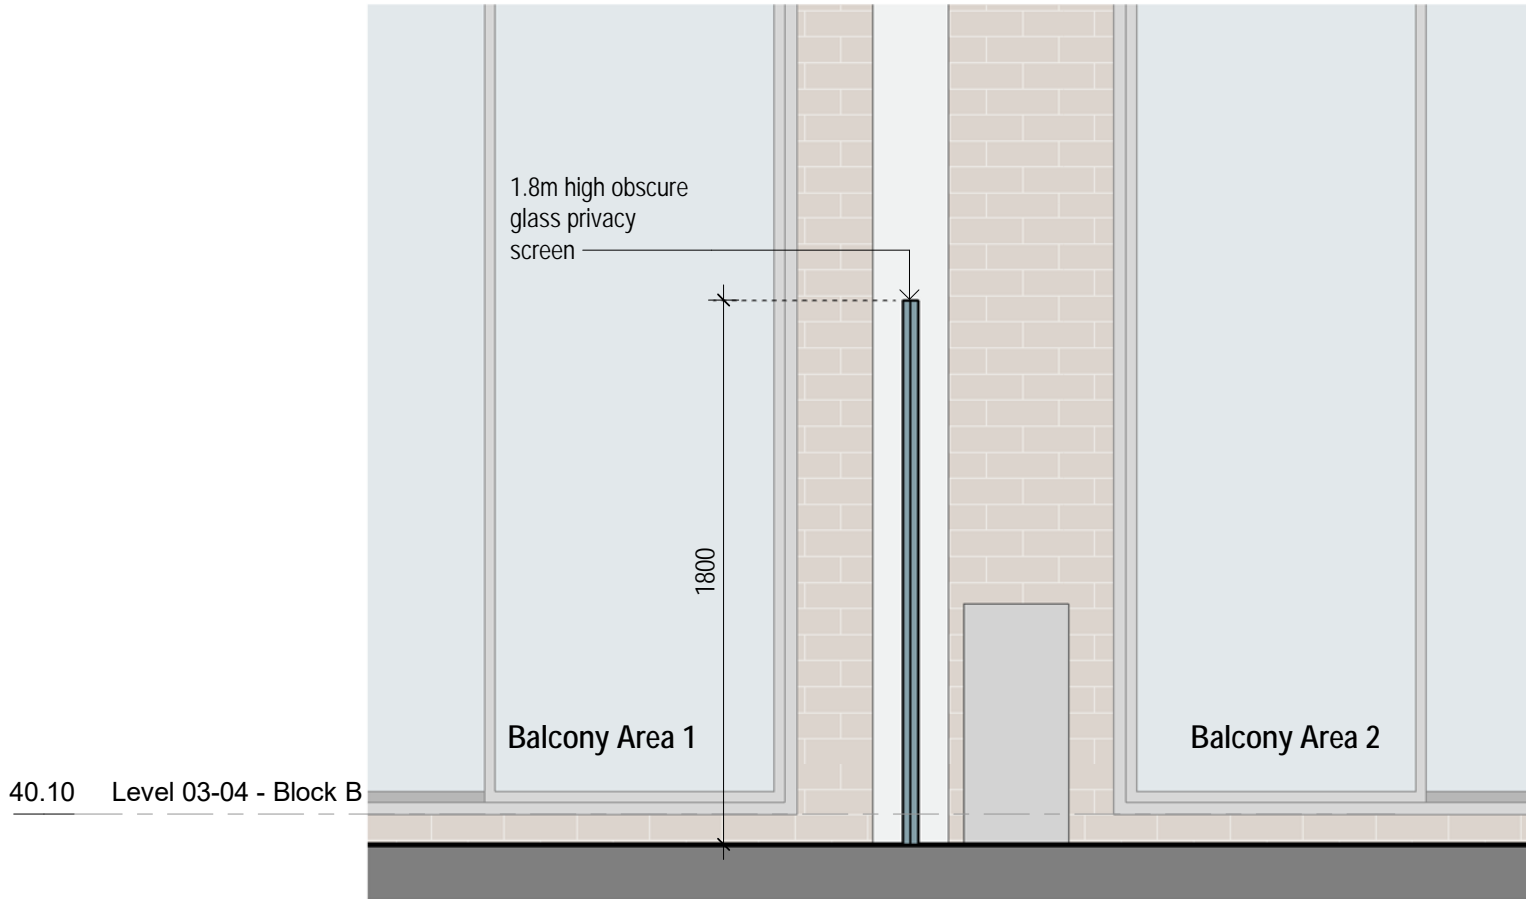 1.8m high obscure
glass privacy
screen
1800
Balcony Area 1
Balcony Area 2
40.10 Level 03-04 - Block B